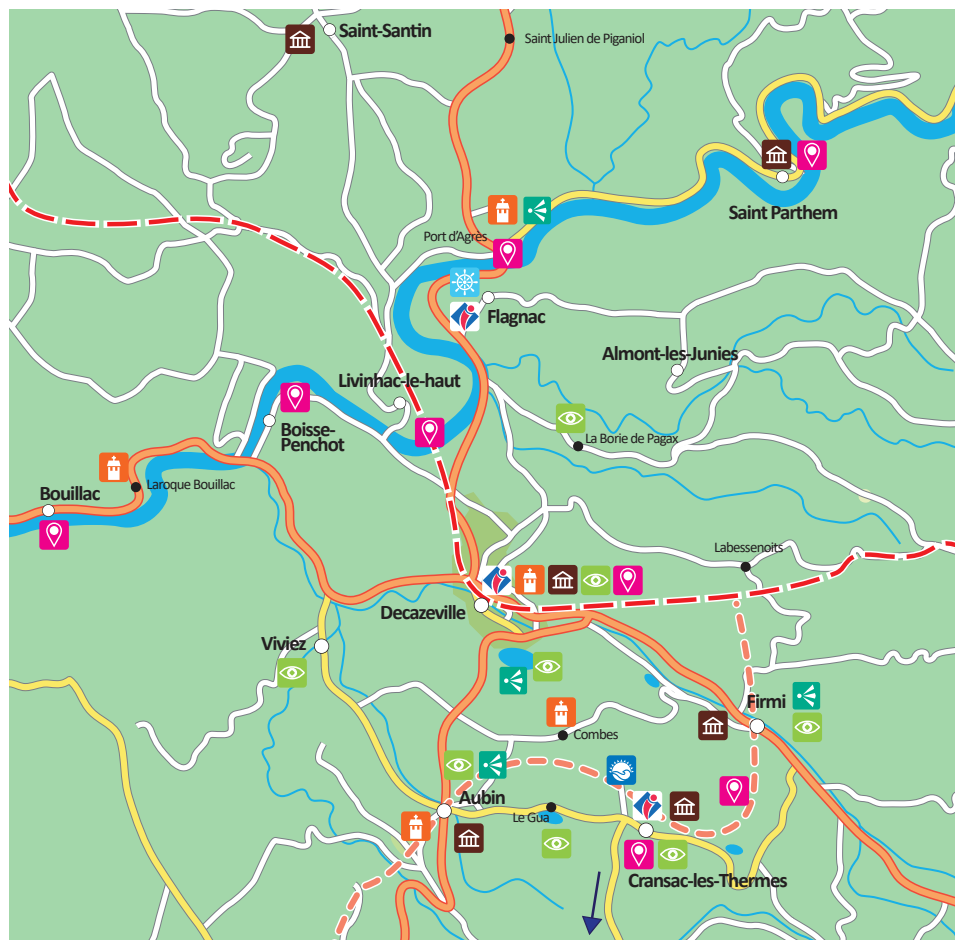 Saint-Santin
Saint Julien de Piganiol
Saint Parthem
Port d'Agrès
Flagnac
Almont-les-Junies
Livinhac-le-haut
Boisse-
Penchot
La Borie de Pagax
Laroque Bouillac
Bouillac
Labessenoits
Decazeville
Viviez
Firmi
Combes
Aubin
Le Gua
Cransac-les-Thermes